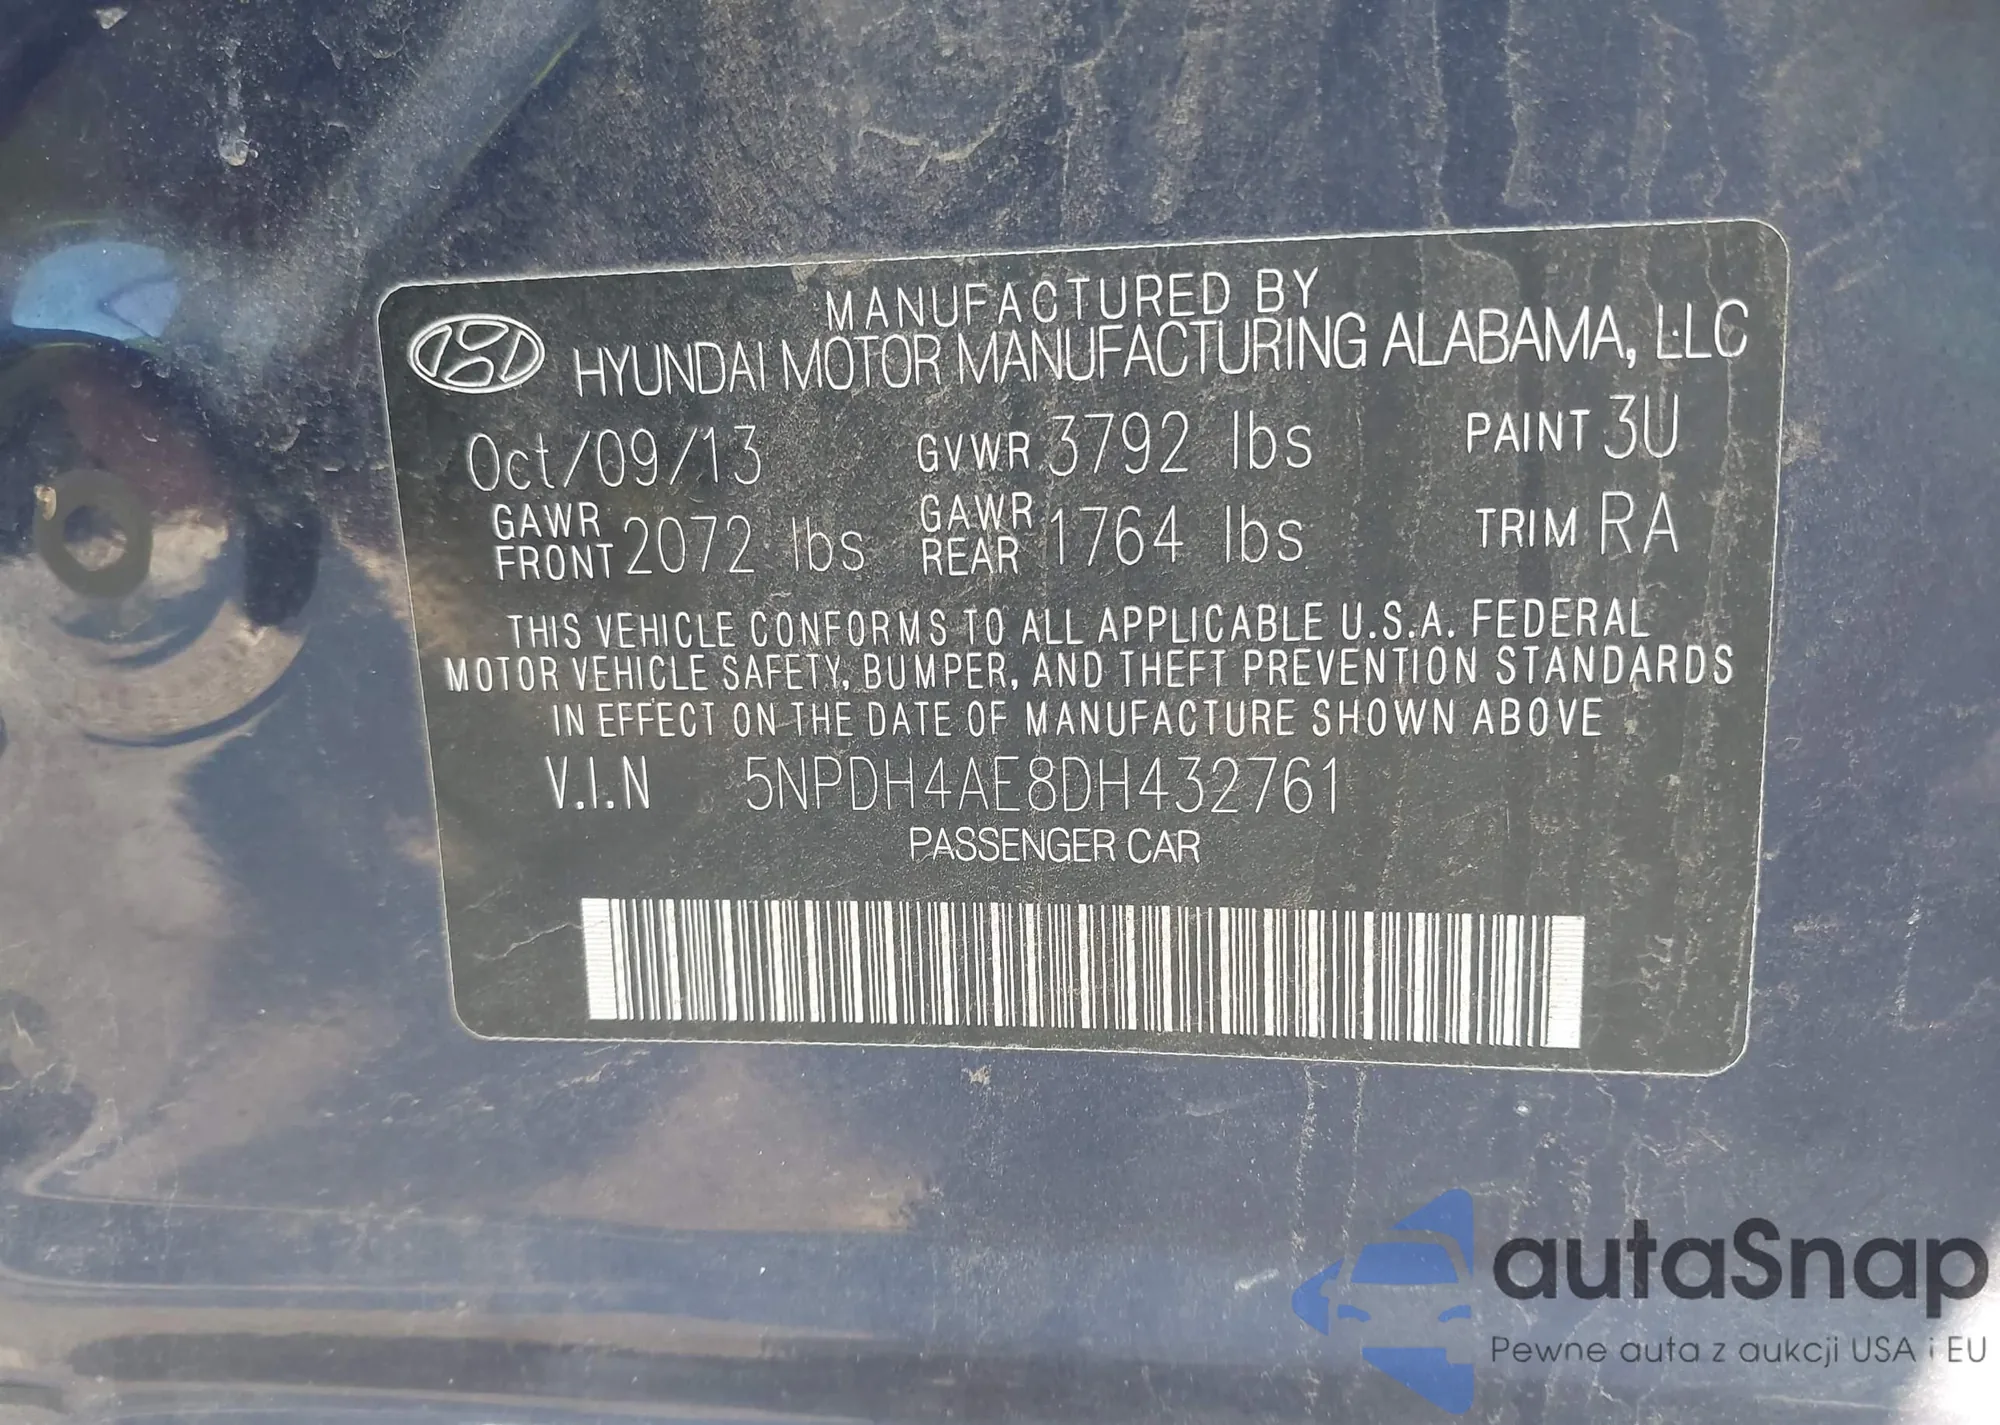 MANUFACTURED BY
HYUNDAI MOTOR MANUFACTURING ALABAMA, LLC
Oct/09/13 GVWR 3792 lbs PAINT 3U
GAWR FRONT 2072 lbs GAWR REAR 1764 lbs TRIM RA
THIS VEHICLE CONFORMS TO ALL APPLICABLE U.S.A. FEDERAL
MOTOR VEHICLE SAFETY, BUMPER, AND THEFT PREVENTION STANDARDS
IN EFFECT ON THE DATE OF MANUFACTURE SHOWN ABOVE
V.I.N 5NPDH4AE8DH432761
PASSENGER CAR
autaSnap
Pewne auta z aukcji USA i EU